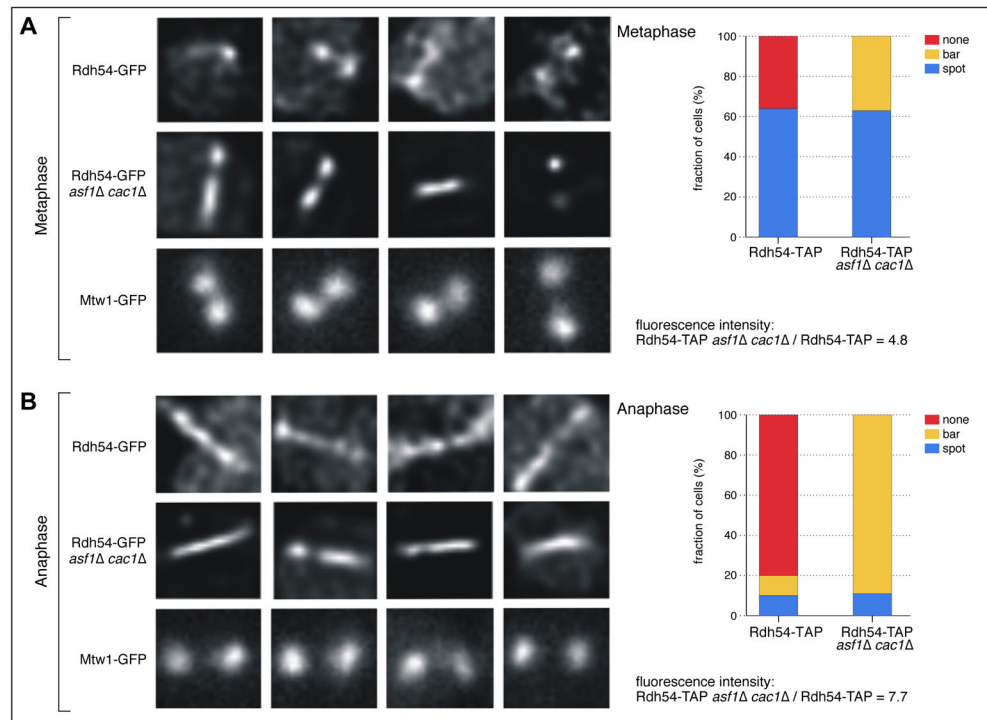 A
Metaphase
Rdh54-GFP
Rdh54-GFP
asf1Δ cac1Δ
Mtw1-GFP
Metaphase
fraction of cells (%)
100
80
60
40
20
0
Rdh54-TAP
Rdh54-TAP
asf1Δ cac1Δ
none
bar
spot
fluorescence intensity:
Rdh54-TAP asf1Δ cac1Δ / Rdh54-TAP = 4.8
B
Anaphase
Rdh54-GFP
Rdh54-GFP
asf1Δ cac1Δ
Mtw1-GFP
Anaphase
fraction of cells (%)
100
80
60
40
20
0
Rdh54-TAP
Rdh54-TAP
asf1Δ cac1Δ
none
bar
spot
fluorescence intensity:
Rdh54-TAP asf1Δ cac1Δ / Rdh54-TAP = 7.7